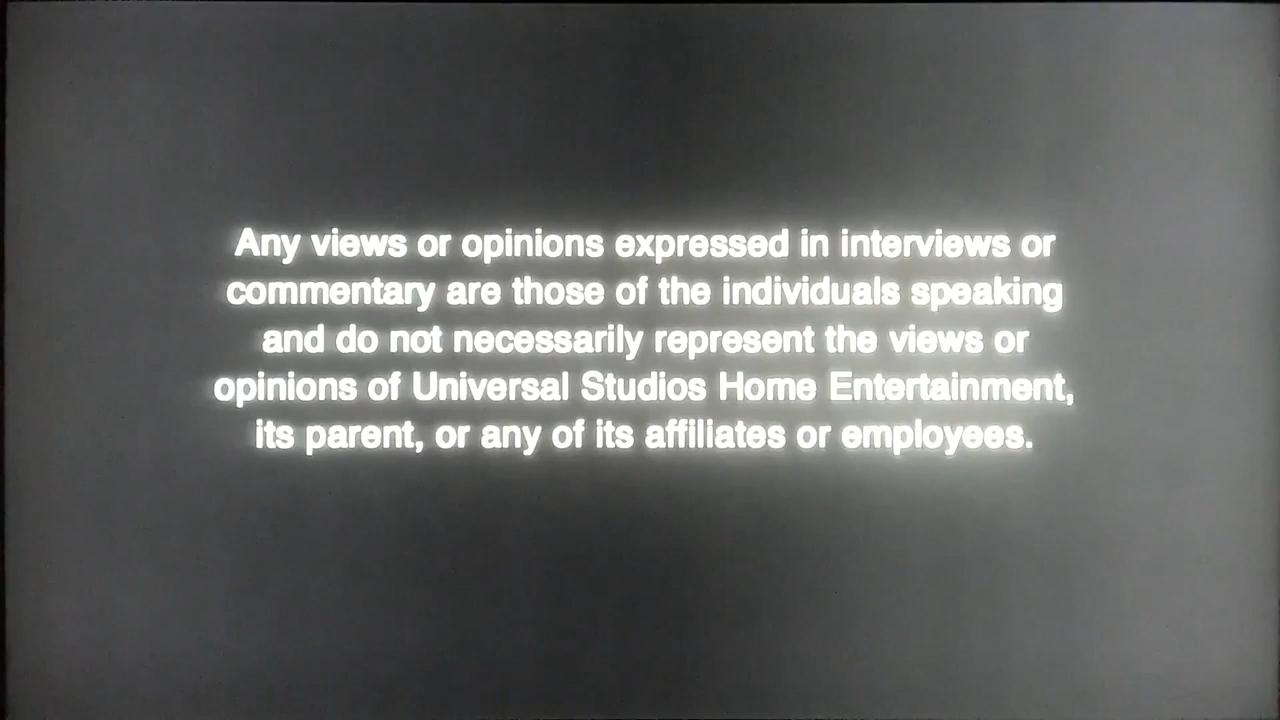 Any views or opinions expressed in interviews or
commentary are those of the individuals speaking
and do not necessarily represent the views or
opinions of Universal Studios Home Entertainment,
its parent, or any of its affiliates or employees.